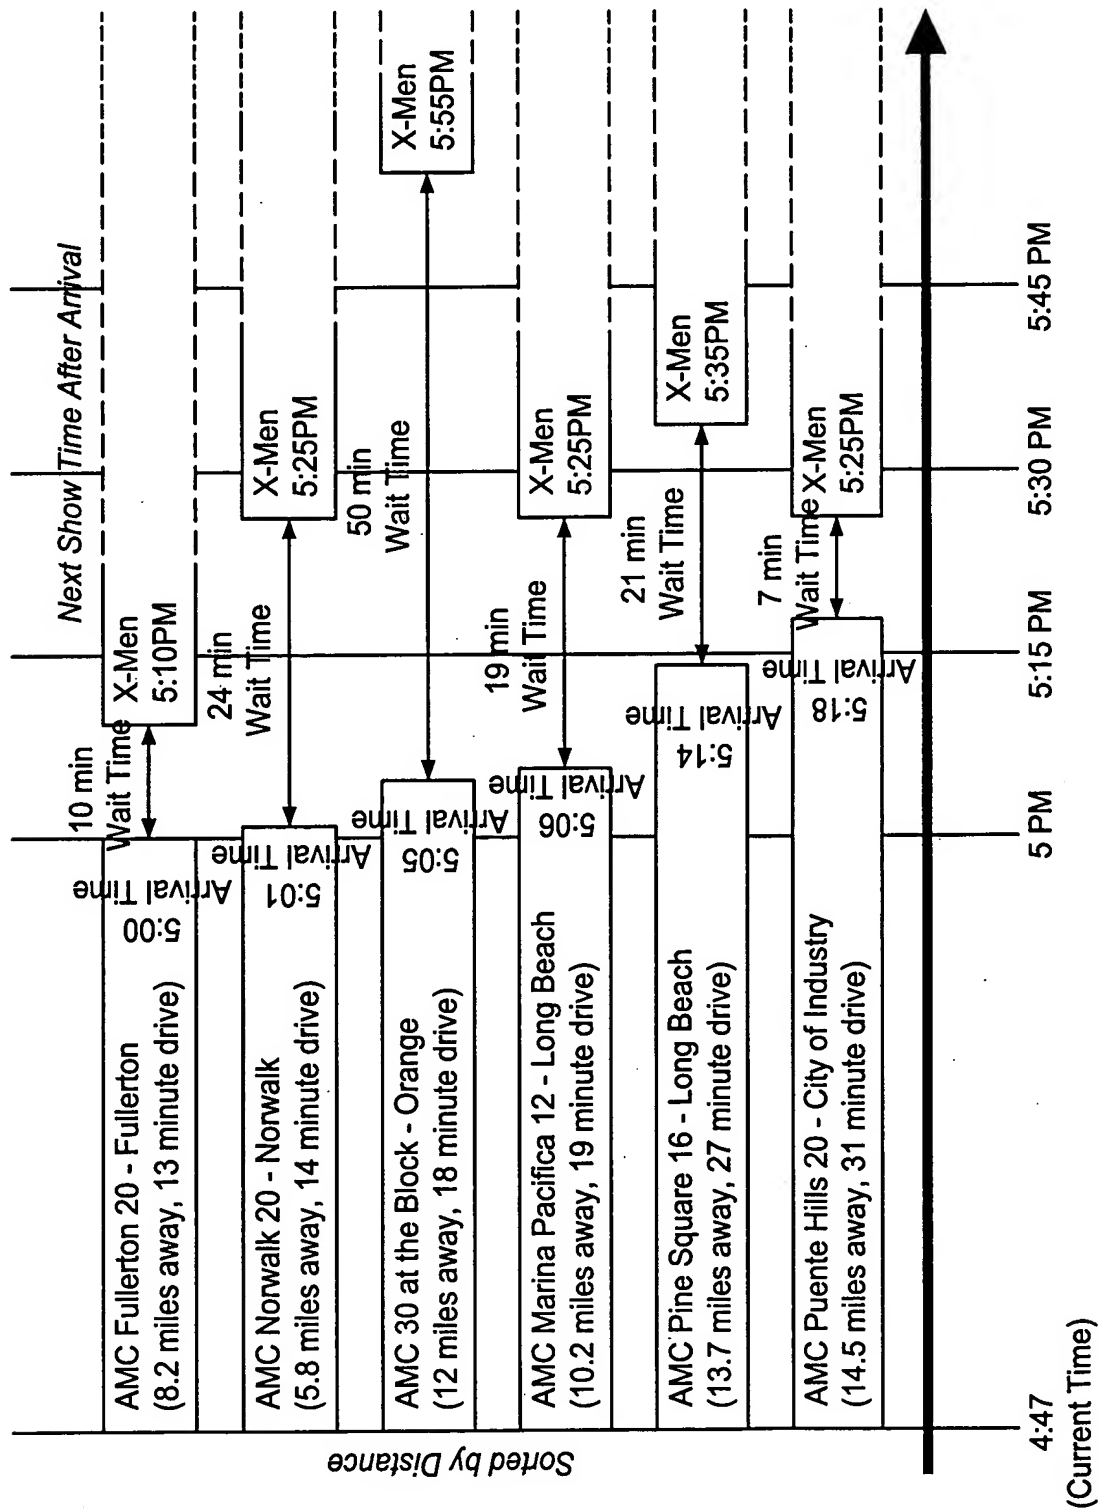 Next Show Time After Arrival
Sorted by Distance
AMC Fullerton 20 - Fullerton
(8.2 miles away, 13 minute drive)
Arrival Time
5:00
10 min
Wait Time
X-Men
5:10PM
AMC Norwalk 20 - Norwalk
(5.8 miles away, 14 minute drive)
Arrival Time
5:01
24 min
Wait Time
X-Men
5:25PM
AMC 30 at the Block - Orange
(12 miles away, 18 minute drive)
Arrival Time
5:05
50 min
Wait Time
X-Men
5:55PM
AMC Marina Pacifica 12 - Long Beach
(10.2 miles away, 19 minute drive)
Arrival Time
5:06
19 min
Wait Time
X-Men
5:25PM
AMC Pine Square 16 - Long Beach
(13.7 miles away, 27 minute drive)
Arrival Time
5:14
21 min
Wait Time
X-Men
5:35PM
AMC Puente Hills 20 - City of Industry
(14.5 miles away, 31 minute drive)
Arrival Time
5:18
7 min
Wait Time
X-Men
5:25PM
4:47
(Current Time)
5 PM
5:15 PM
5:30 PM
5:45 PM